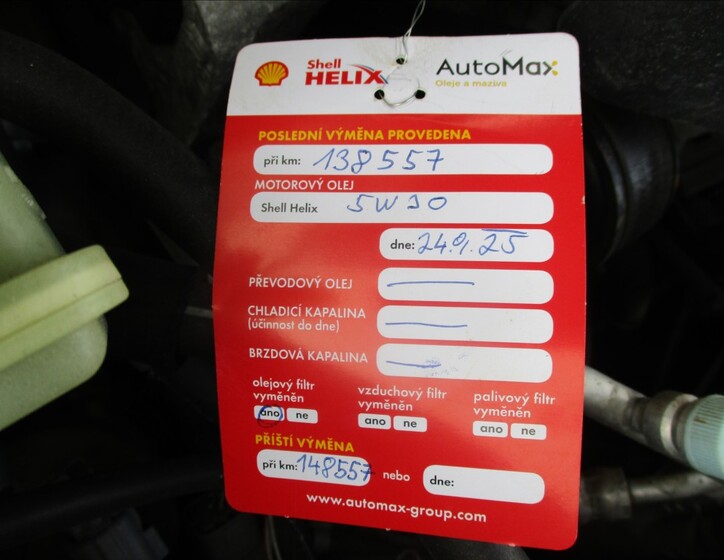 Shell HELIX AutoMax
Oleje a maziva
POSLEDNÍ VÝMĚNA PROVEDENA
při km: 138557
MOTOROVÝ OLEJ
Shell Helix 5W30
dne: 24.9.25
PŘEVODOVÝ OLEJ
CHLADICÍ KAPALINA
(účinnost do dne)
BRZDOVÁ KAPALINA
olejový filtr vyměněn vzduchový filtr vyměněn palivový filtr vyměněn
ano ne ano ne ano ne
PŘÍŠTÍ VÝMĚNA
při km: 148557 nebo dne:
www.automax-group.com